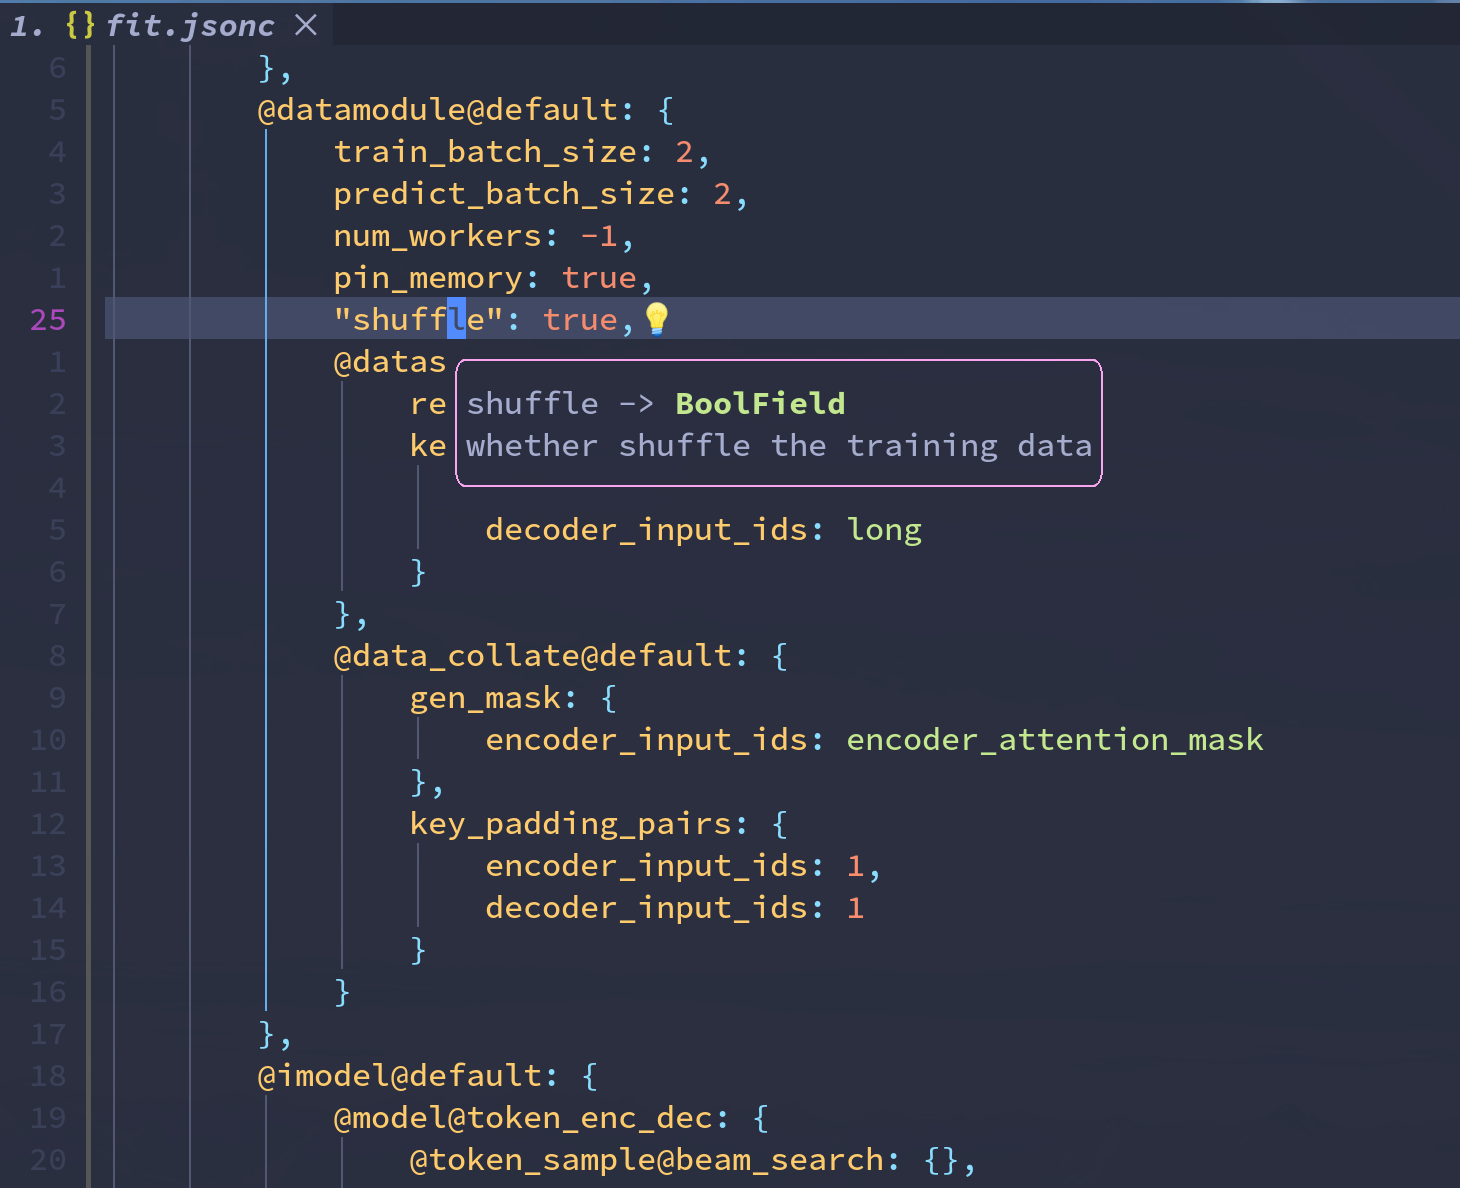 1. {} fit.jsonc ×
6 },
5 @datamodule@default: {
4 train_batch_size: 2,
3 predict_batch_size: 2,
2 num_workers: -1,
1 pin_memory: true,
25 "shuffle": true,
1 @datas
2 re shuffle -> BoolField
3 ke whether shuffle the training data
4
5 decoder_input_ids: long
6 }
7 },
8 @data_collate@default: {
9 gen_mask: {
10 encoder_input_ids: encoder_attention_mask
11 },
12 key_padding_pairs: {
13 encoder_input_ids: 1,
14 decoder_input_ids: 1
15 }
16 }
17 },
18 @imodel@default: {
19 @model@token_enc_dec: {
20 @token_sample@beam_search: {},